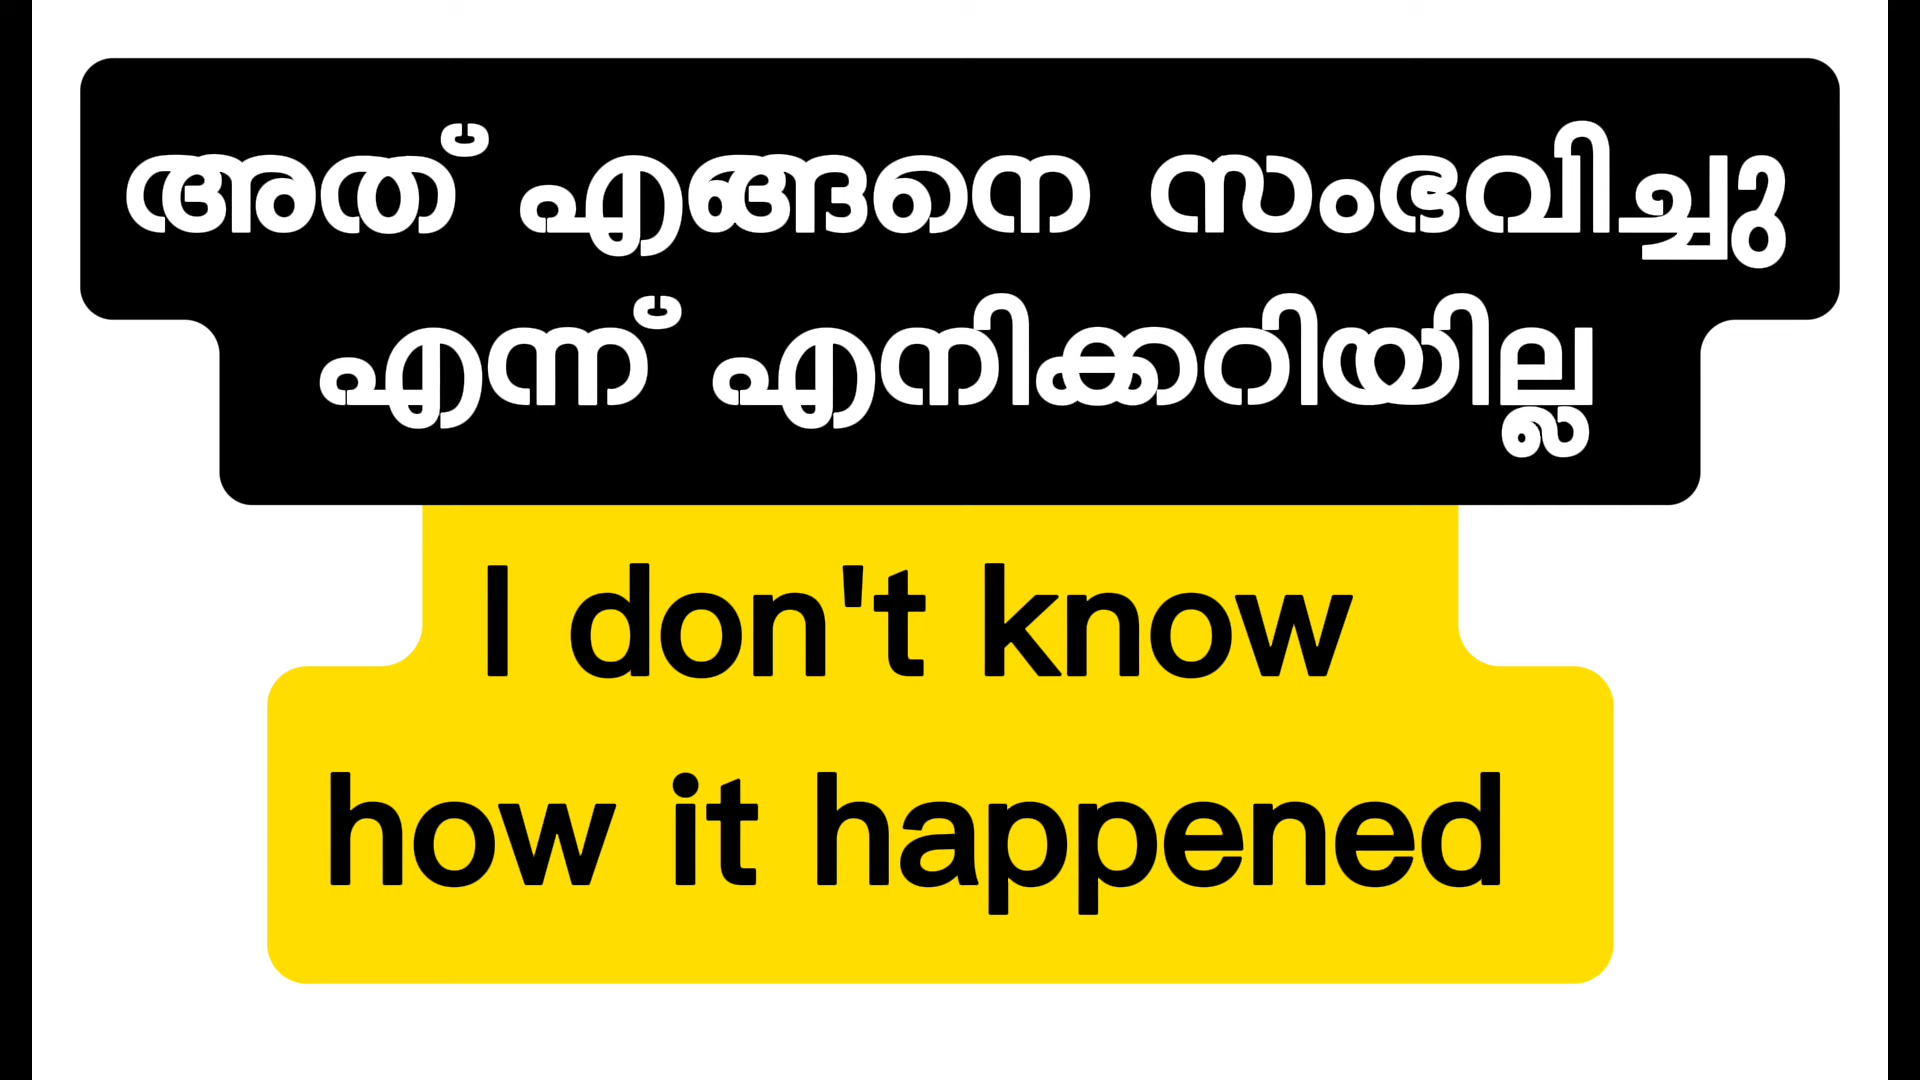 അത് എങ്ങനെ സംഭവിച്ചു
എന്ന് എനിക്കറിയില്ല
I don't know
how it happened